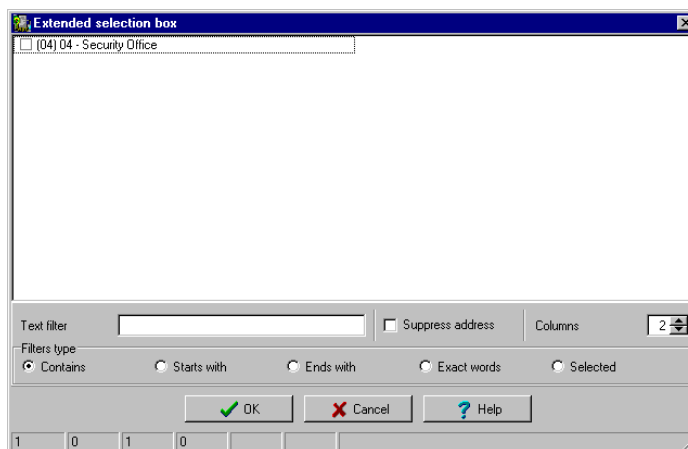 Extended selection box
(04) 04 - Security Office
Text filter Suppress address Columns 2
Filters type
Contains Starts with Ends with Exact words Selected
OK Cancel ? Help
1 0 1 0